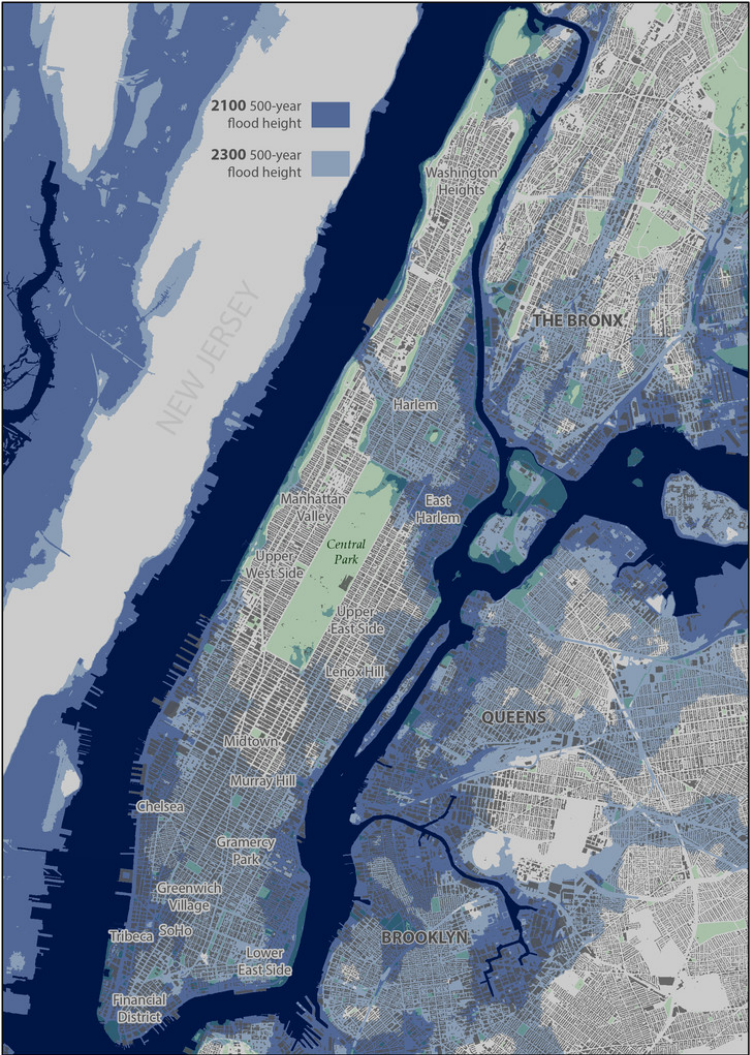 2100 500-year
flood height
2300 500-year
flood height
Washington
Heights
NEW JERSEY
THE BRONX
Harlem
Manhattan
Valley
East
Harlem
Central
Park
Upper
West Side
Upper
East Side
Lenox Hill
QUEENS
Midtown
Murray Hill
Chelsea
Gramercy
Park
Greenwich
Village
Tribeca
SoHo
BROOKLYN
Lower
East Side
Financial
District